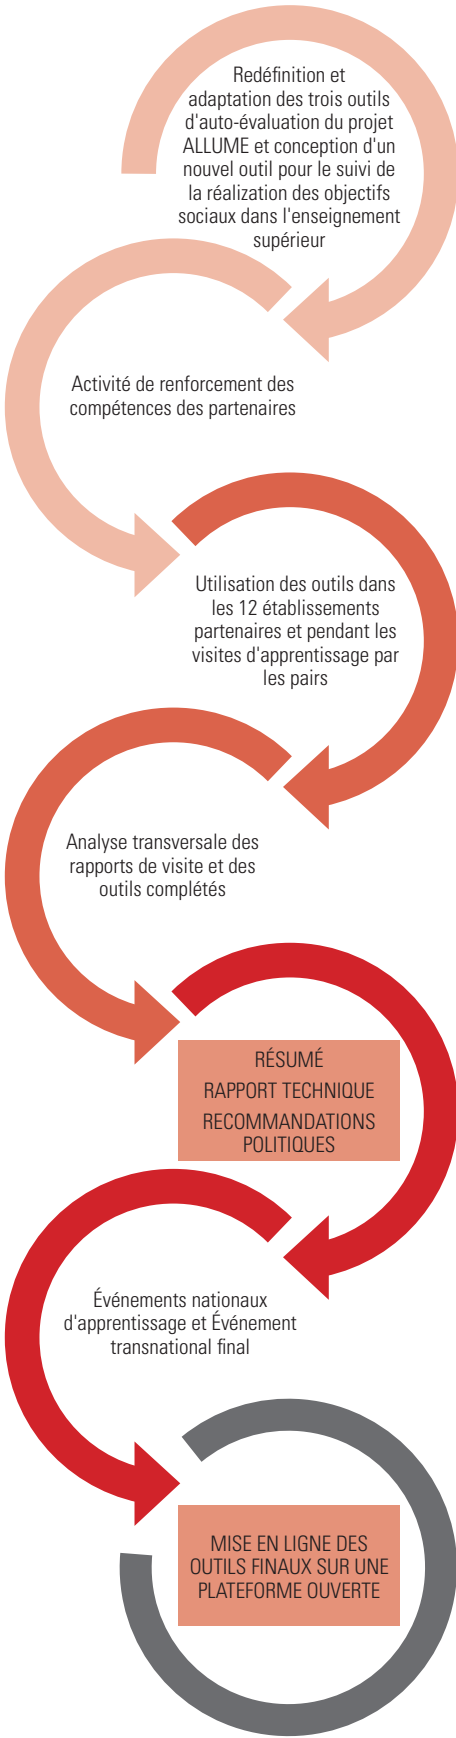 Redéfinition et
adaptation des trois outils
d'auto-évaluation du projet
ALLUME et conception d'un
nouvel outil pour le suivi de
la réalization des objectifs
sociaux dans l'enseignement
supérieur
Activité de renforcement des
compétences des partenaires
Utilisation des outils dans
les 12 établissements
partenaires et pendant les
visites d'apprentissage par
les pairs
Analyse transversale des
rapports de visite et des
outils complétés
RÉSUMÉ
RAPPORT TECHNIQUE
RECOMMANDATIONS
POLITIQUES
Événements nationaux
d'apprentissage et Événement
transnational final
MISE EN LIGNE DES
OUTILS FINAUX SUR UNE
PLATEFORME OUVERTE